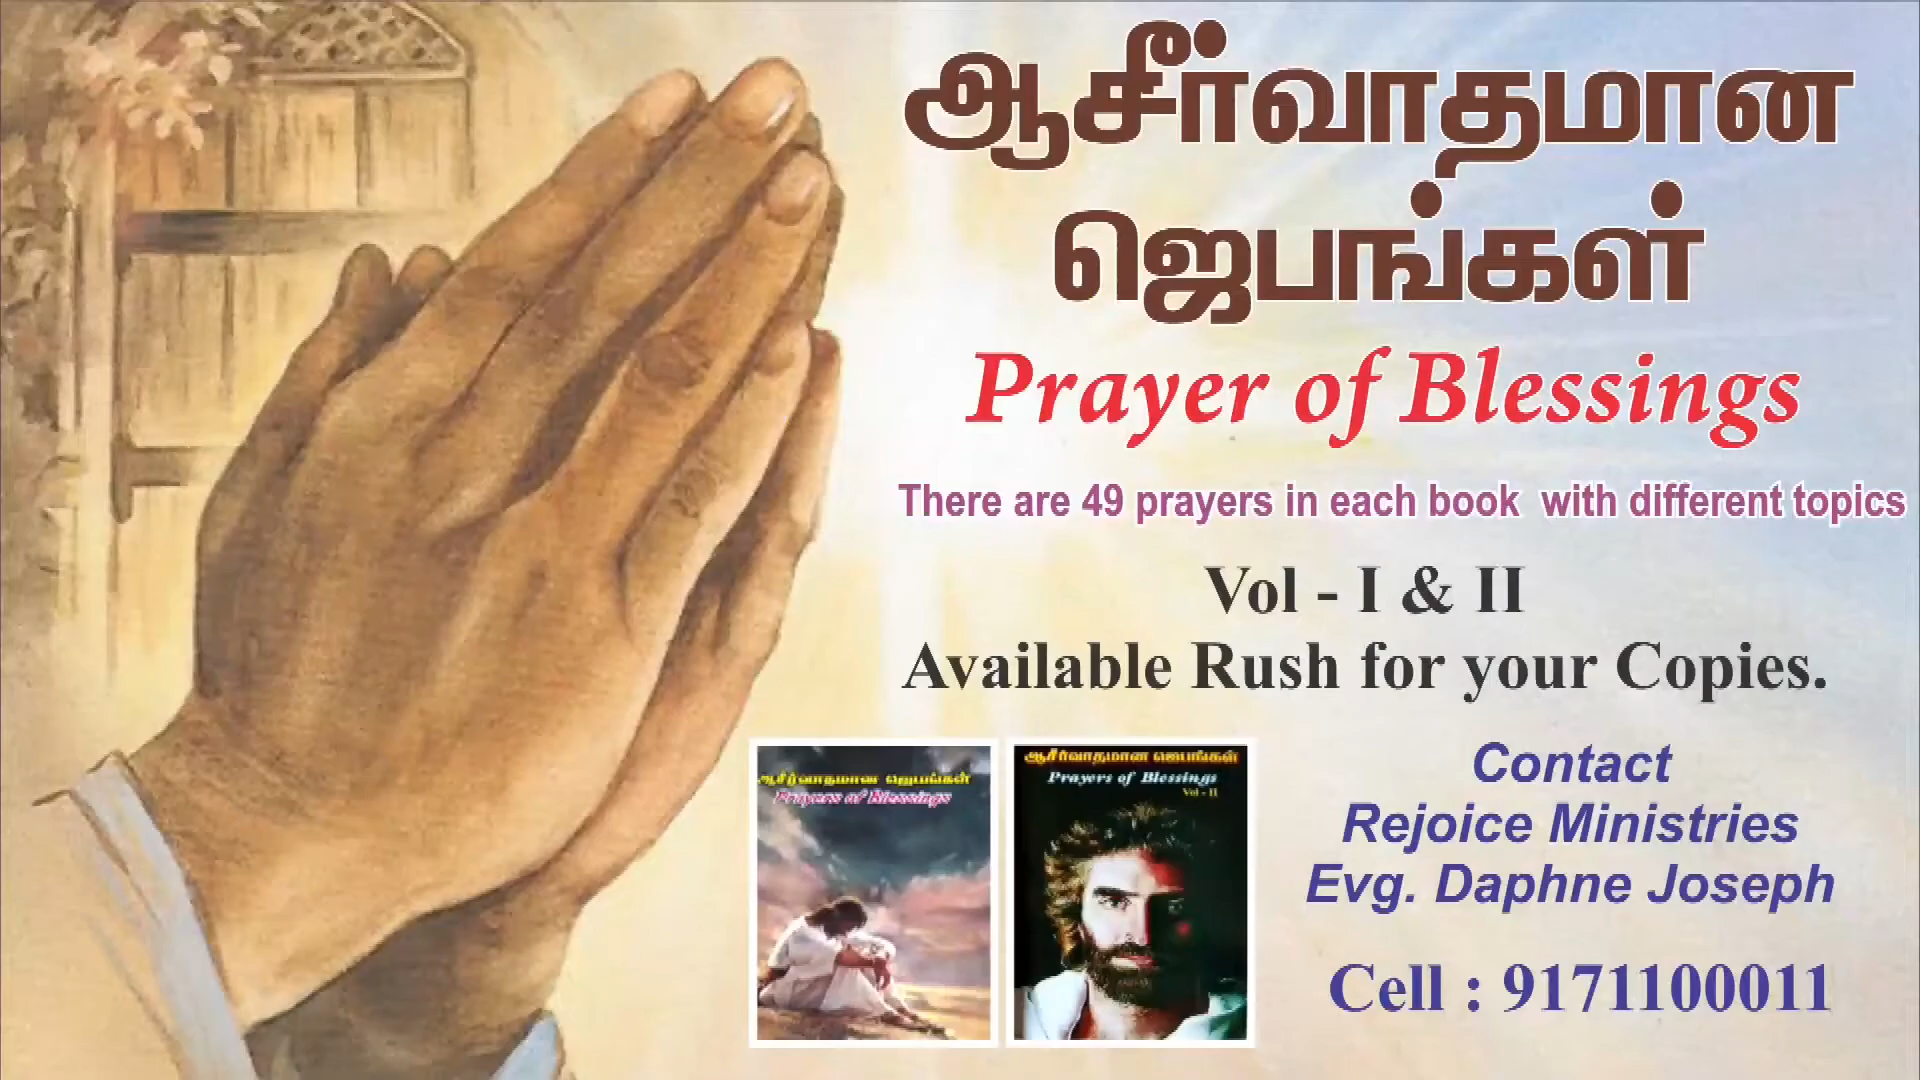 ஆசீர்வாதமான
ஜெபங்கள்
Prayer of Blessings
There are 49 prayers in each book with different topics
Vol - I & II
Available Rush for your Copies.
ஆசீர்வாதமான ஜெபங்கள்
Prayers of Blessings
ஆசீர்வாதமான ஜெபங்கள்
Prayers of Blessings
Vol - II
Contact
Rejoice Ministries
Evg. Daphne Joseph
Cell : 9171100011